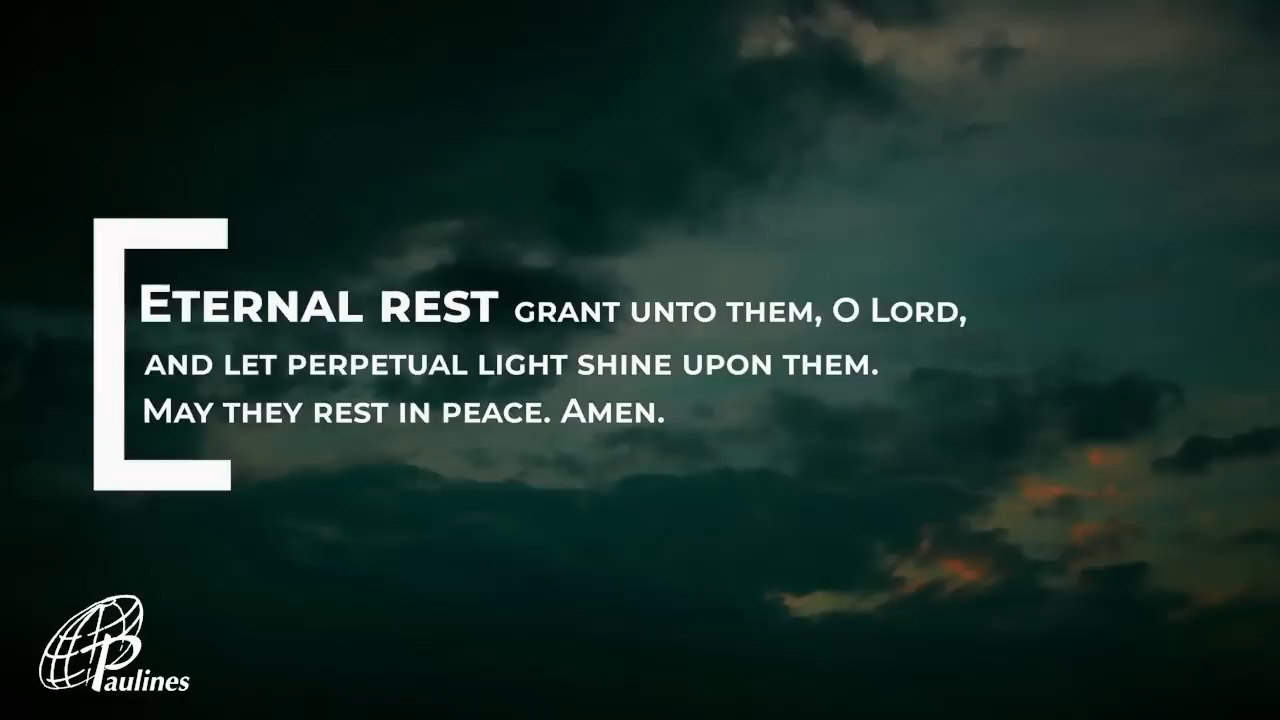 Eternal rest grant unto them, O Lord,
and let perpetual light shine upon them.
May they rest in peace. Amen.
Paulines